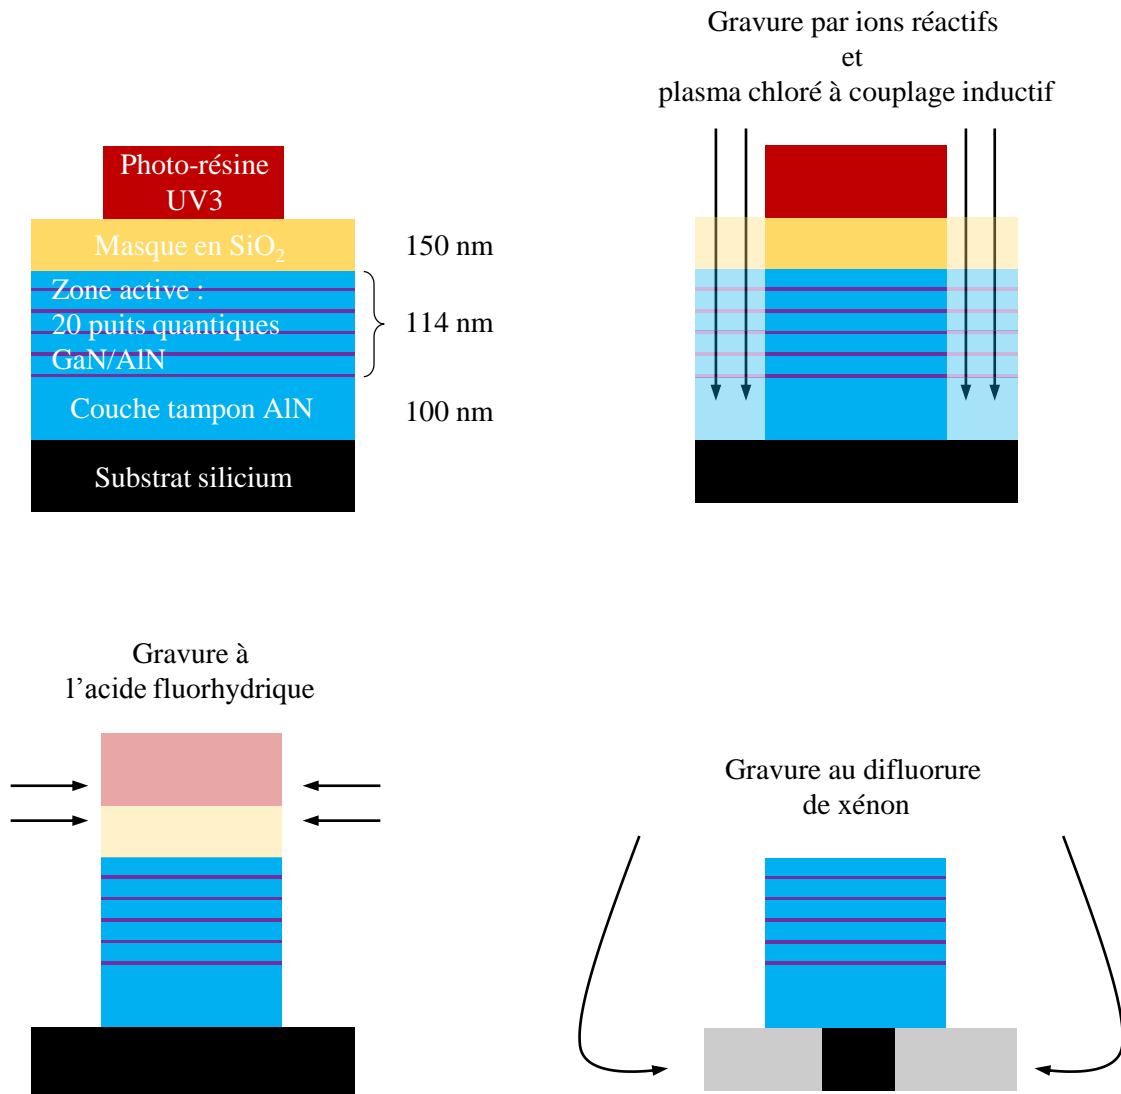 Gravure par ions réactifs
et
plasma chloré à couplage inductif
Photo-résine
UV3
Masque en SiO₂
150 nm
Zone active :
20 puits quantiques
GaN/AlN
114 nm
Couche tampon AlN
100 nm
Substrat silicium
Gravure à
l’acide fluorhydrique
Gravure au difluorure
de xénon